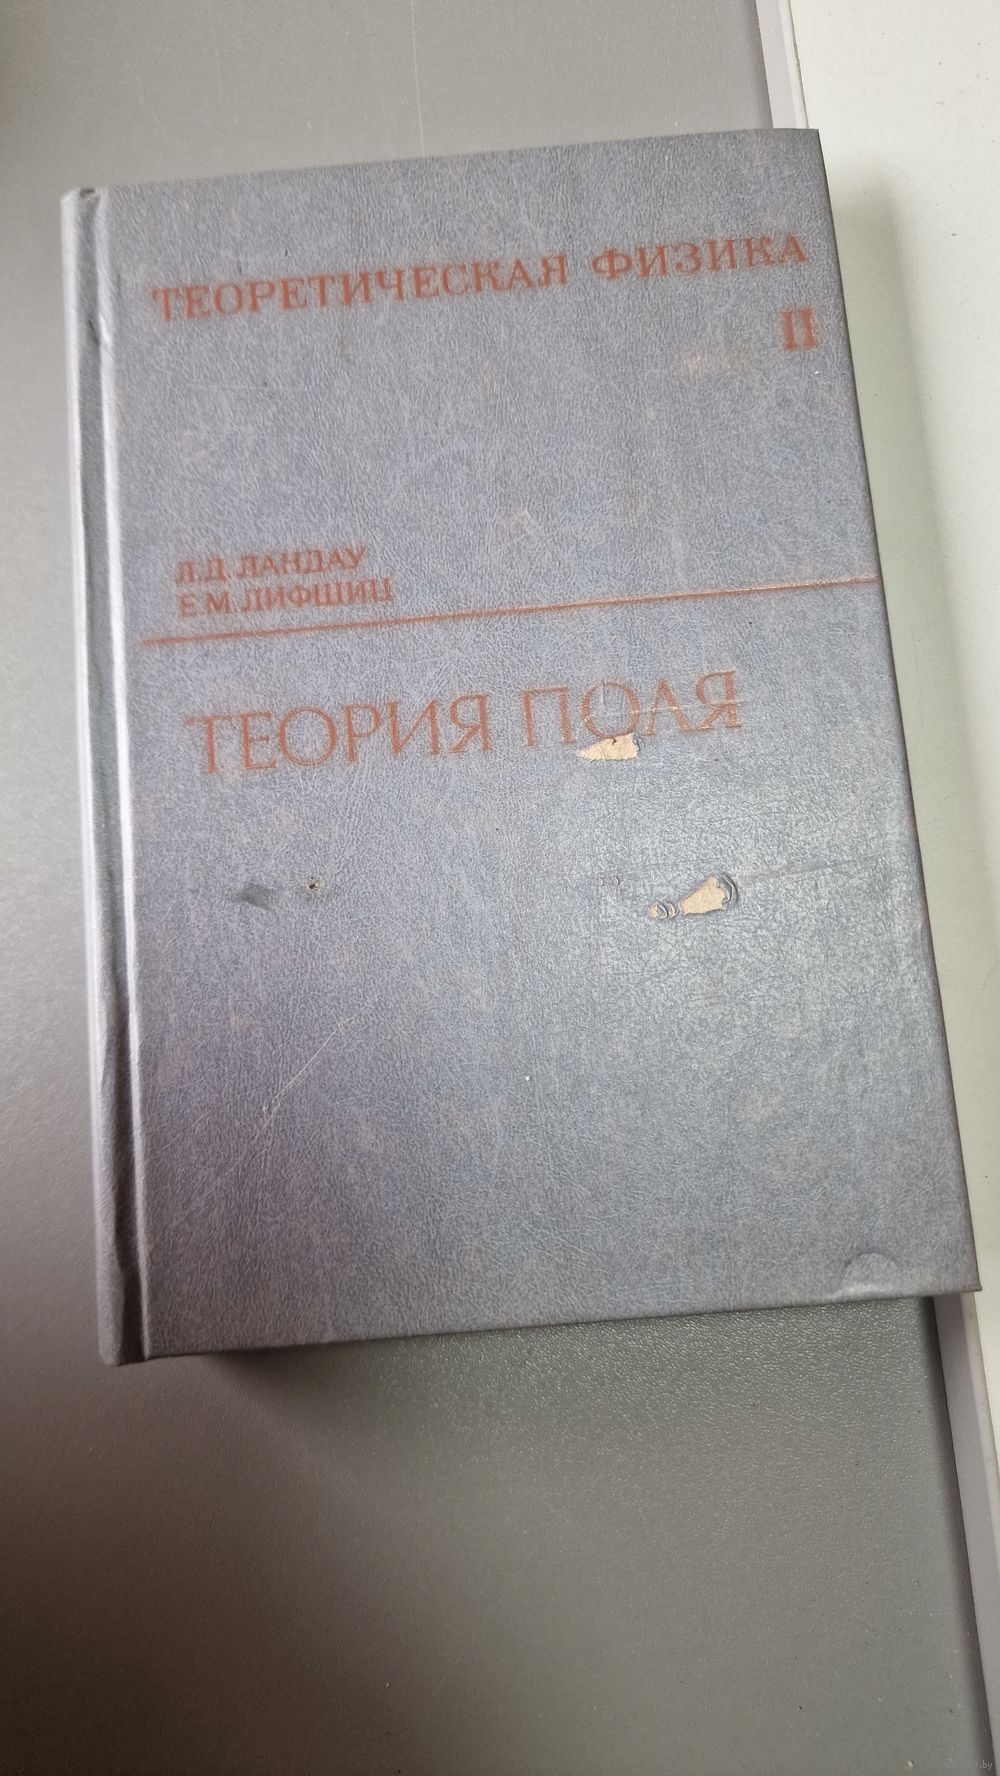 ТЕОРЕТИЧЕСКАЯ ФИЗИКА
II
Л.Д. ЛАНДАУ
Е.М. ЛИФШИЦ
ТЕОРИЯ ПОЛЯ